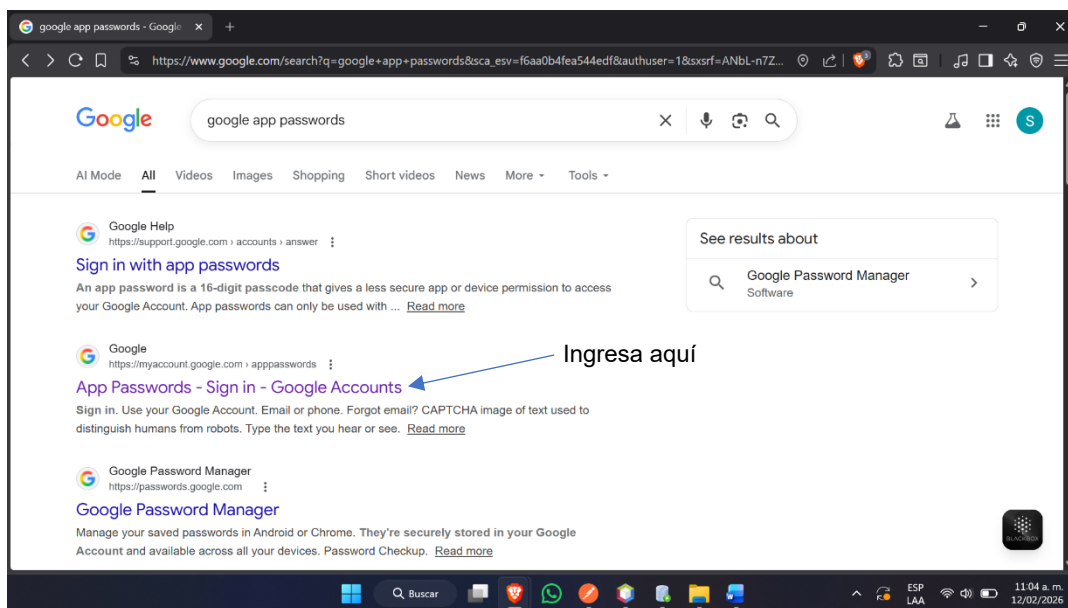 google app passwords - Google
https://www.google.com/search?q=google+app+passwords&sca_esv=f6aa0b4fea544edf&authuser=1&sxsrf=ANbL-n7Z...
Google
google app passwords
S
AI Mode All Videos Images Shopping Short videos News More Tools
Google Help
https://support.google.com › accounts › answer
Sign in with app passwords
An app password is a 16-digit passcode that gives a less secure app or device permission to access
your Google Account. App passwords can only be used with ... Read more
See results about
Google Password Manager
Software
Google
https://myaccount.google.com › apppasswords
App Passwords - Sign in - Google Accounts
Ingresa aquí
Sign in. Use your Google Account. Email or phone. Forgot email? CAPTCHA image of text used to
distinguish humans from robots. Type the text you hear or see. Read more
Google Password Manager
https://passwords.google.com
Google Password Manager
Manage your saved passwords in Android or Chrome. They're securely stored in your Google
Account and available across all your devices. Password Checkup. Read more
BLACKBOX
Buscar
ESP
LAA
11:04 a. m.
12/02/2026